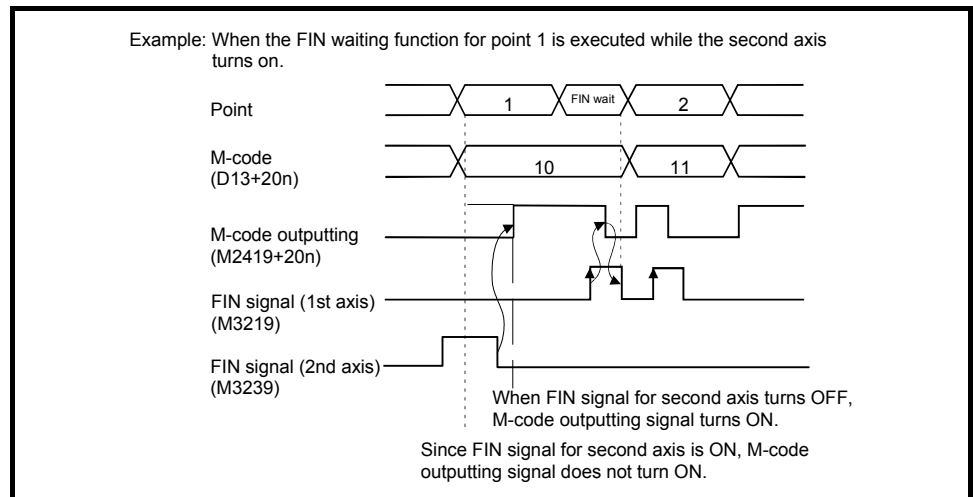 Example: When the FIN waiting function for point 1 is executed while the second axis
turns on.
Point
1
FIN wait
2
M-code
(D13+20n)
10
11
M-code outputting
(M2419+20n)
FIN signal (1st axis)
(M3219)
FIN signal (2nd axis)
(M3239)
When FIN signal for second axis turns OFF,
M-code outputting signal turns ON.
Since FIN signal for second axis is ON, M-code
outputting signal does not turn ON.